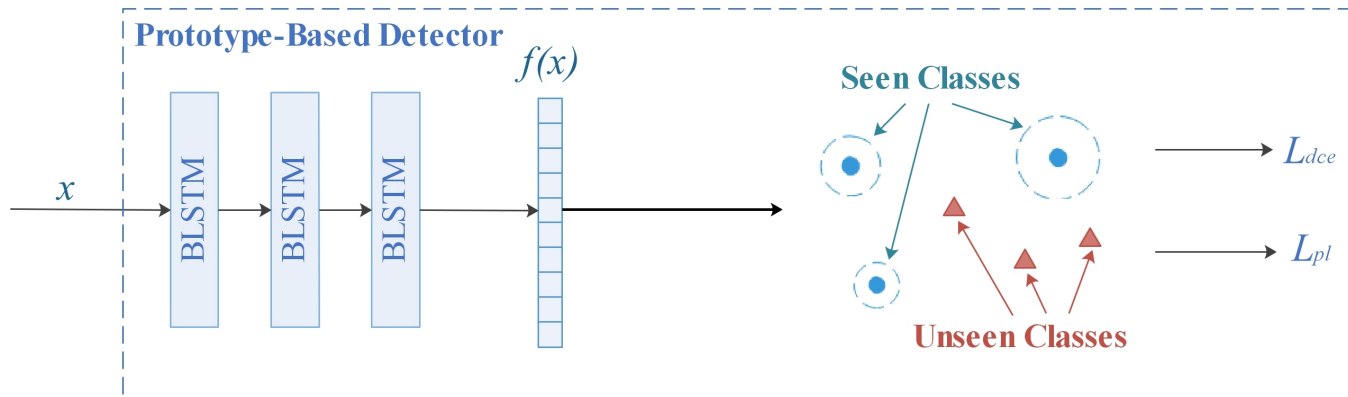 Prototype-Based Detector
f(x)
Seen Classes
x
BLSTM
BLSTM
BLSTM
Ldce
Lpl
Unseen Classes